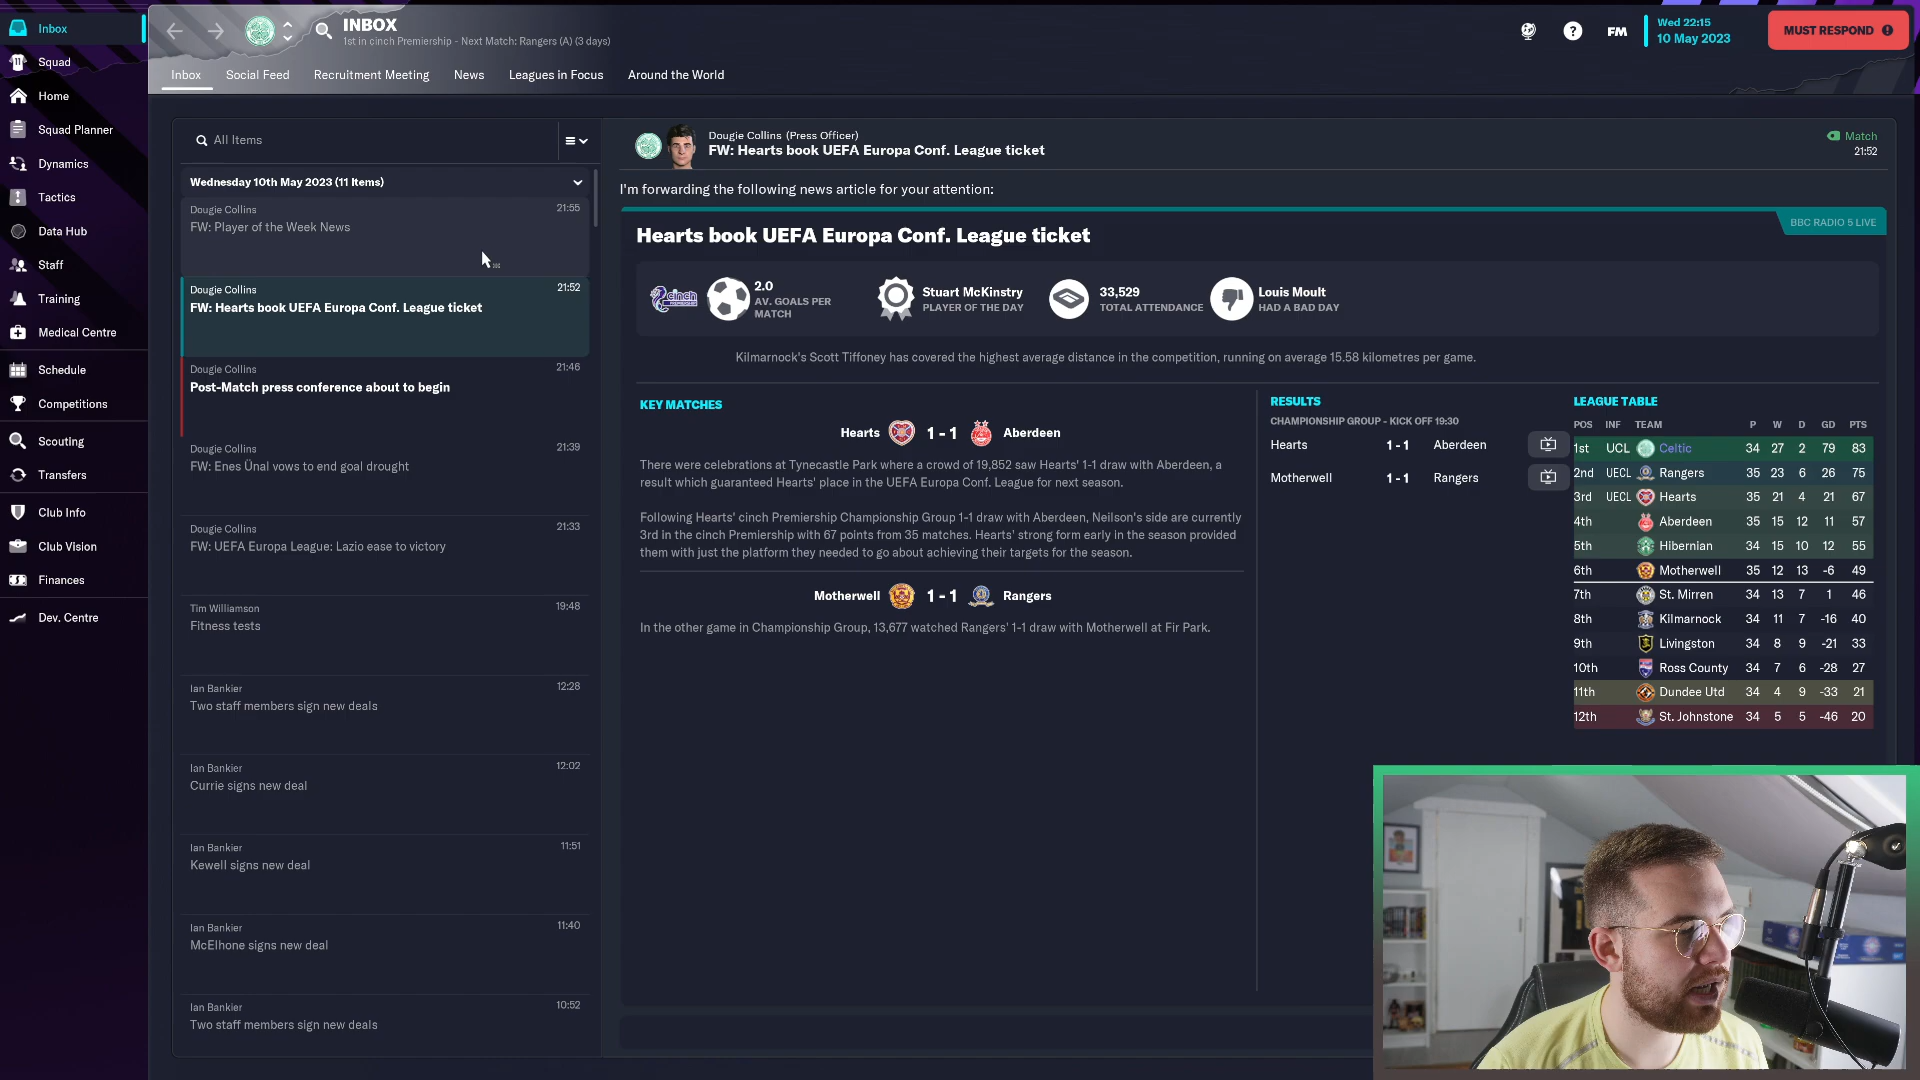 Inbox
Squad
Home
Squad Planner
Dynamics
Tactics
Data Hub
Staff
Training
Medical Centre
Schedule
Competitions
Scouting
Transfers
Club Info
Club Vision
Finances
Dev. Centre
INBOX
1st in cinch Premiership - Next Match: Rangers (A) (3 days)
FM
Wed 22:15
10 May 2023
MUST RESPOND
Inbox Social Feed Recruitment Meeting News Leagues in Focus Around the World
All Items
Wednesday 10th May 2023 (11 Items)
Dougie Collins 21:55
FW: Player of the Week News
Dougie Collins 21:52
FW: Hearts book UEFA Europa Conf. League ticket
Dougie Collins 21:46
Post-Match press conference about to begin
Dougie Collins 21:39
FW: Enes Ünal vows to end goal drought
Dougie Collins 21:33
FW: UEFA Europa League: Lazio ease to victory
Tim Williamson 19:48
Fitness tests
Ian Bankier 12:28
Two staff members sign new deals
Ian Bankier 12:02
Currie signs new deal
Ian Bankier 11:51
Kewell signs new deal
Ian Bankier 11:40
McElhone signs new deal
Ian Bankier 10:52
Two staff members sign new deals
Dougie Collins (Press Officer)
FW: Hearts book UEFA Europa Conf. League ticket
Match
21:52
I'm forwarding the following news article for your attention:
BBC RADIO 5 LIVE
Hearts book UEFA Europa Conf. League ticket
cinch
2.0
AV. GOALS PER
MATCH
Stuart McKinstry
PLAYER OF THE DAY
33,529
TOTAL ATTENDANCE
Louis Moult
HAD A BAD DAY
Kilmarnock's Scott Tiffoney has covered the highest average distance in the competition, running on average 15.58 kilometres per game.
KEY MATCHES
Hearts 1 - 1 Aberdeen
There were celebrations at Tynecastle Park where a crowd of 19,852 saw Hearts' 1-1 draw with Aberdeen, a
result which guaranteed Hearts' place in the UEFA Europa Conf. League for next season.
Following Hearts' cinch Premiership Championship Group 1-1 draw with Aberdeen, Neilson's side are currently
3rd in the cinch Premiership with 67 points from 35 matches. Hearts' strong form early in the season provided
them with just the platform they needed to go about achieving their targets for the season.
Motherwell 1 - 1 Rangers
In the other game in Championship Group, 13,677 watched Rangers' 1-1 draw with Motherwell at Fir Park.
RESULTS
CHAMPIONSHIP GROUP - KICK OFF 19:30
Hearts 1 - 1 Aberdeen
Motherwell 1 - 1 Rangers
LEAGUE TABLE
POS INF TEAM P W D GD PTS
1st UCL Celtic 34 27 2 79 83
2nd UECL Rangers 35 23 6 26 75
3rd UECL Hearts 35 21 4 21 67
4th Aberdeen 35 15 12 11 57
5th Hibernian 34 15 10 12 55
6th Motherwell 35 12 13 -6 49
7th St. Mirren 34 13 7 1 46
8th Kilmarnock 34 11 7 -16 40
9th Livingston 34 8 9 -21 33
10th Ross County 34 7 6 -28 27
11th Dundee Utd 34 4 9 -33 21
12th St. Johnstone 34 5 5 -46 20